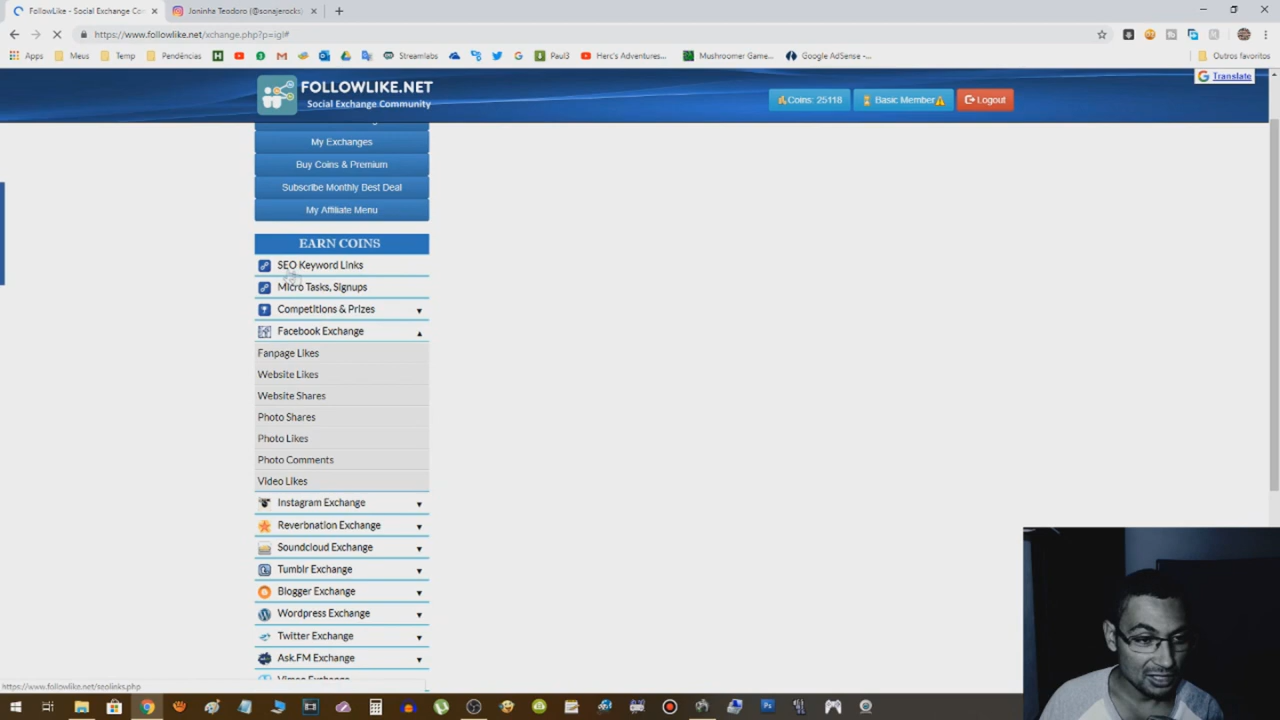 FollowLike - Social Exchange Com
Joninha Teodoro (@sonajerocks)
https://www.followlike.net/xchange.php?p=igl#
Apps
Meus
Temp
Pendências
Streamlabs
Paul3
Herc's Adventures...
Mushroomer Game...
Google AdSense -...
Outros favoritos
FOLLOWLIKE.NET
Social Exchange Community
Coins: 25118
Basic Member
Logout
Translate
My Exchanges
Buy Coins & Premium
Subscribe Monthly Best Deal
My Affiliate Menu
EARN COINS
SEO Keyword Links
Micro Tasks, Signups
Competitions & Prizes
Facebook Exchange
Fanpage Likes
Website Likes
Website Shares
Photo Shares
Photo Likes
Photo Comments
Video Likes
Instagram Exchange
Reverbnation Exchange
Soundcloud Exchange
Tumblr Exchange
Blogger Exchange
Wordpress Exchange
Twitter Exchange
Ask.FM Exchange
Vimeo Exchange
https://www.followlike.net/seolinks.php